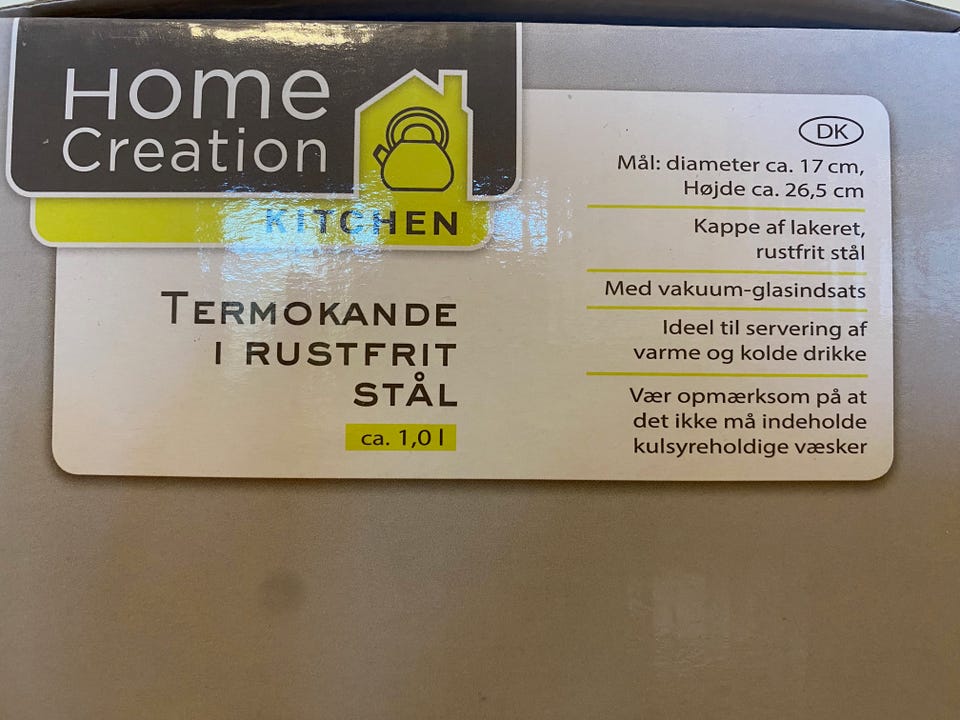 Home
Creation
KITCHEN
TERMOKANDE
I RUSTFRIT
STÅL
ca. 1,0 l
DK
Mål: diameter ca. 17 cm,
Højde ca. 26,5 cm
Kappe af lakeret,
rustfrit stål
Med vakuum-glasindsats
Ideel til servering af
varme og kolde drikke
Vær opmærksom på at
det ikke må indeholde
kulsyreholdige væsker